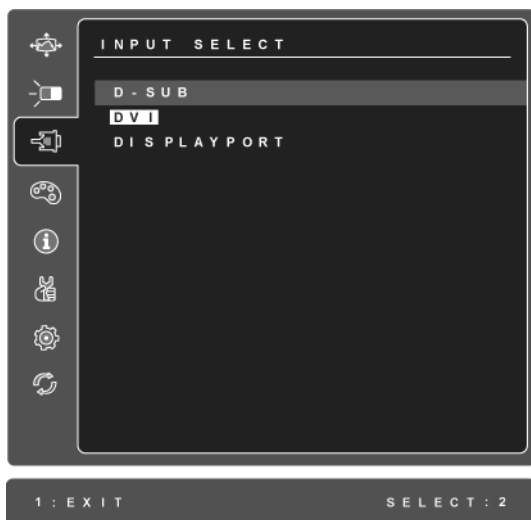 INPUT SELECT
D-SUB
DVI
DISPLAYPORT
1:EXIT SELECT:2